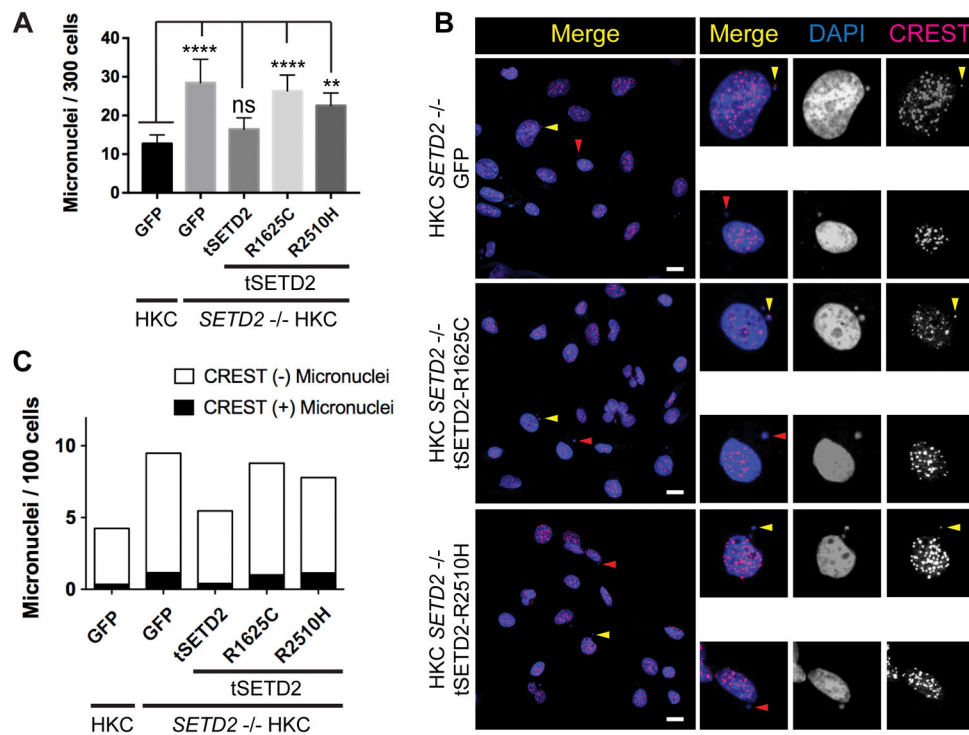 A
Micronuclei / 300 cells
40
30
20
10
0
****
ns
****
**
GFP
GFP
tSETD2
R1625C
R2510H
tSETD2
HKC
SETD2 -/- HKC
B
Merge
Merge
DAPI
CREST
HKC SETD2 -/-
GFP
HKC SETD2 -/-
tSETD2-R1625C
HKC SETD2 -/-
tSETD2-R2510H
C
CREST (-) Micronuclei
CREST (+) Micronuclei
Micronuclei / 100 cells
10
5
0
GFP
GFP
tSETD2
R1625C
R2510H
tSETD2
HKC
SETD2 -/- HKC